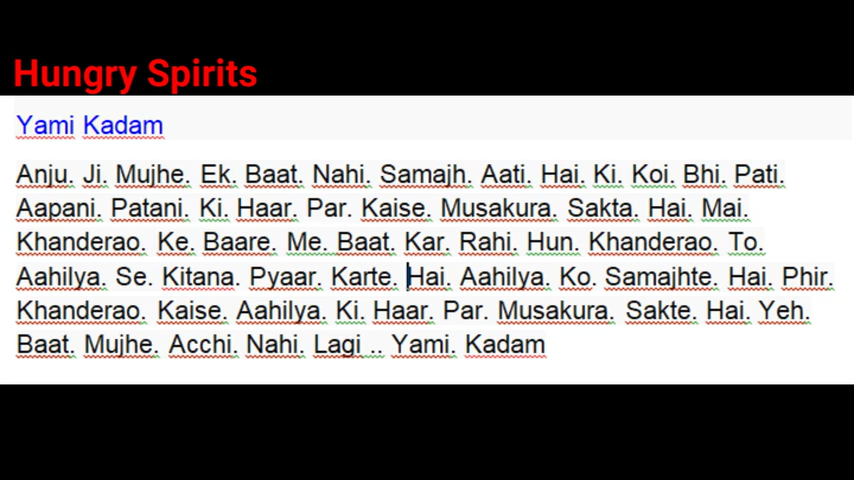 Hungry Spirits
Yami Kadam
Anju. Ji. Mujhe. Ek. Baat. Nahi. Samajh. Aati. Hai. Ki. Koi. Bhi. Pati.
Aapani. Patani. Ki. Haar. Par. Kaise. Musakura. Sakta. Hai. Mai.
Khanderao. Ke. Baare. Me. Baat. Kar. Rahi. Hun. Khanderao. To.
Aahilya. Se. Kitana. Pyaar. Karte. Hai. Aahilya. Ko. Samajhte. Hai. Phir.
Khanderao. Kaise. Aahilya. Ki. Haar. Par. Musakura. Sakte. Hai. Yeh.
Baat. Mujhe. Acchi. Nahi. Lagi .. Yami. Kadam